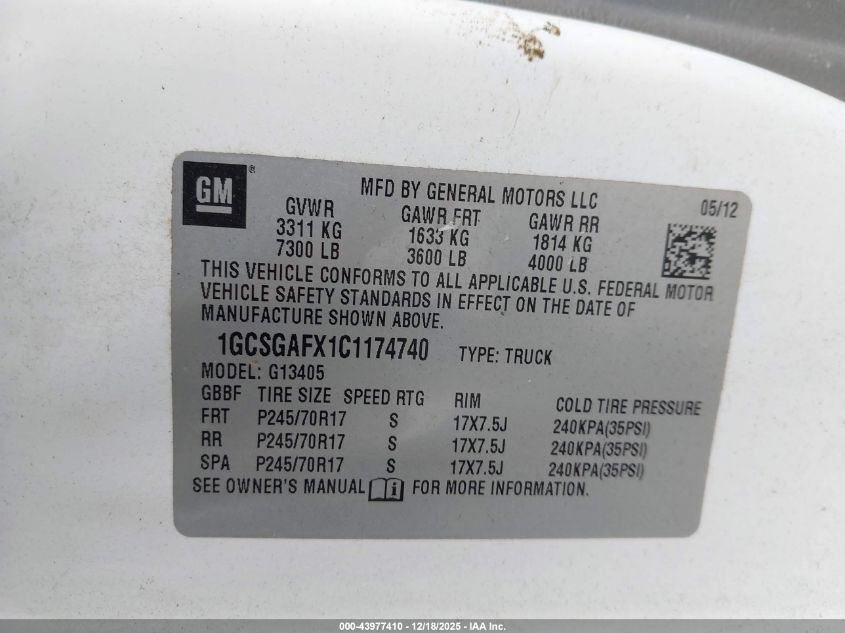 GM ®
MFD BY GENERAL MOTORS LLC
05/12
GVWR GAWR FRT GAWR RR
3311 KG 1633 KG 1814 KG
7300 LB 3600 LB 4000 LB
THIS VEHICLE CONFORMS TO ALL APPLICABLE U.S. FEDERAL MOTOR
VEHICLE SAFETY STANDARDS IN EFFECT ON THE DATE OF
MANUFACTURE SHOWN ABOVE.
1GCSGAFX1C1174740 TYPE: TRUCK
MODEL: G13405
GBBF TIRE SIZE SPEED RTG RIM COLD TIRE PRESSURE
FRT P245/70R17 S 17X7.5J 240KPA(35PSI)
RR P245/70R17 S 17X7.5J 240KPA(35PSI)
SPA P245/70R17 S 17X7.5J 240KPA(35PSI)
SEE OWNER'S MANUAL i FOR MORE INFORMATION.
000-43977410 - 12/18/2025 - IAA Inc.